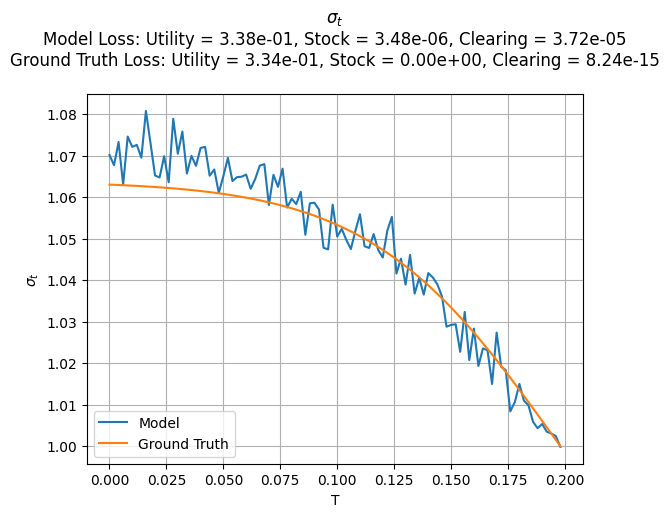 σt
Model Loss: Utility = 3.38e-01, Stock = 3.48e-06, Clearing = 3.72e-05
Ground Truth Loss: Utility = 3.34e-01, Stock = 0.00e+00, Clearing = 8.24e-15
1.08
1.07
1.06
1.05
1.04
1.03
1.02
1.01
1.00
σt
Model
Ground Truth
0.000 0.025 0.050 0.075 0.100 0.125 0.150 0.175 0.200
T